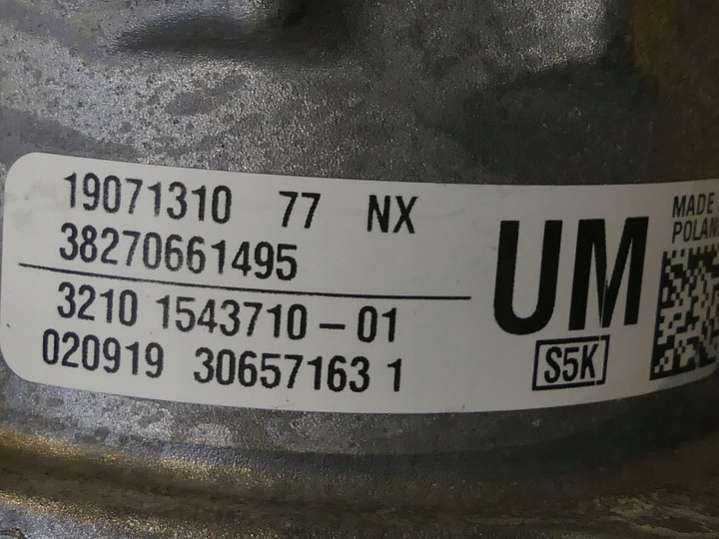 19071310 77 NX
38270661495
3210 1543710-01
020919 30657163 1
UM
S5K
MADE
POLAN